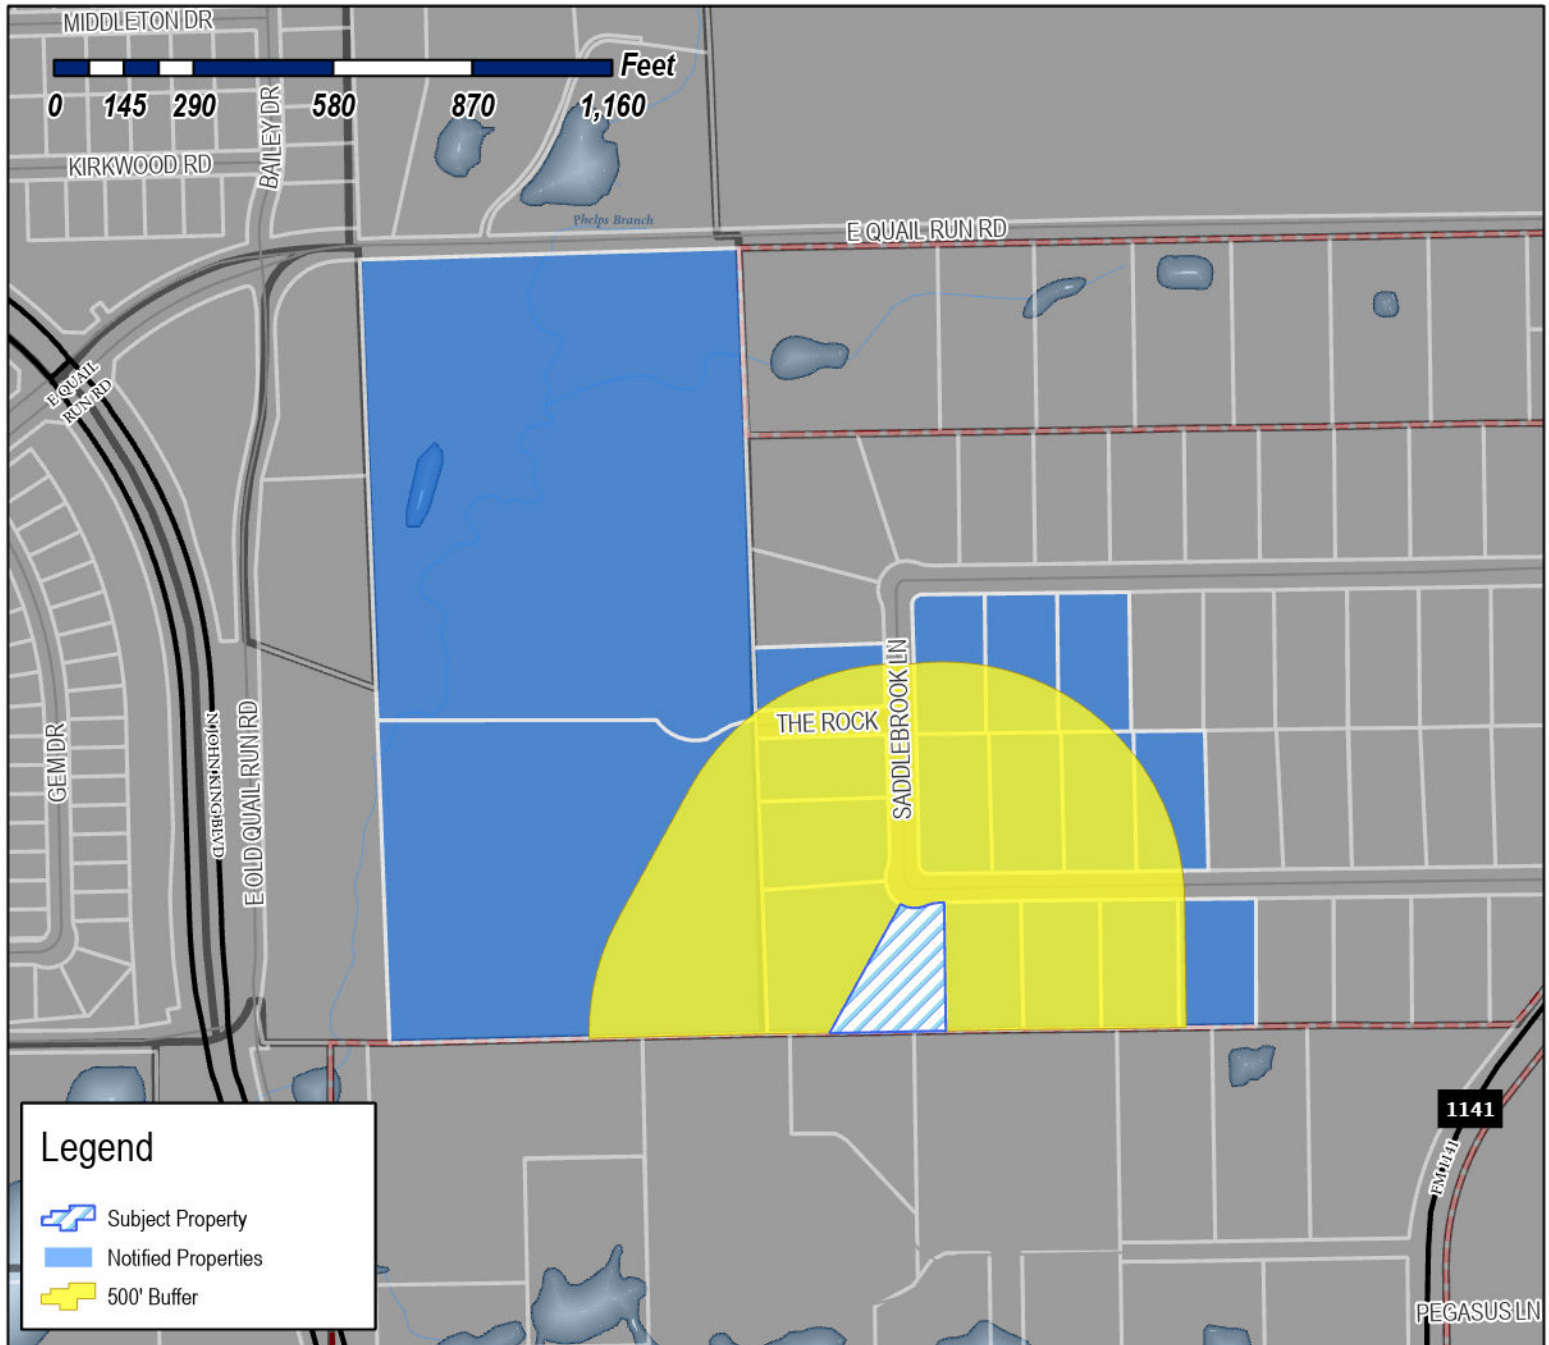 MIDDLETON DR
Feet
0 145 290 580 870 1,160
BAILEY DR
KIRKWOOD RD
Phelps Branch
E QUAIL RUN RD
E QUAIL
RUN RD
SADDLEBROOK LN
THE ROCK
GEM DR
N JOHN KING BLVD
E OLD QUAIL RUN RD
1141
FM 1141
PEGASUS LN
Legend
Subject Property
Notified Properties
500' Buffer